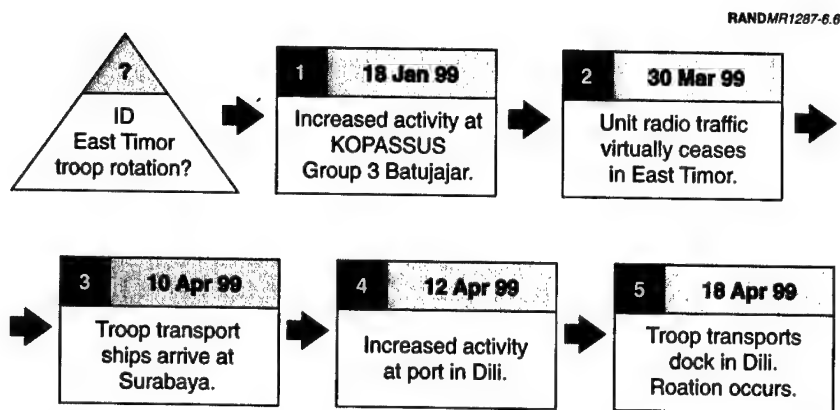 RANDMR1287-6.6
?
ID
East Timor
troop rotation?
1 18 Jan 99
Increased activity at
KOPASSUS
Group 3 Batujajar.
2 30 Mar 99
Unit radio traffic
virtually ceases
in East Timor.
3 10 Apr 99
Troop transport
ships arrive at
Surabaya.
4 12 Apr 99
Increased activity
at port in Dili.
5 18 Apr 99
Troop transports
dock in Dili.
Roation occurs.